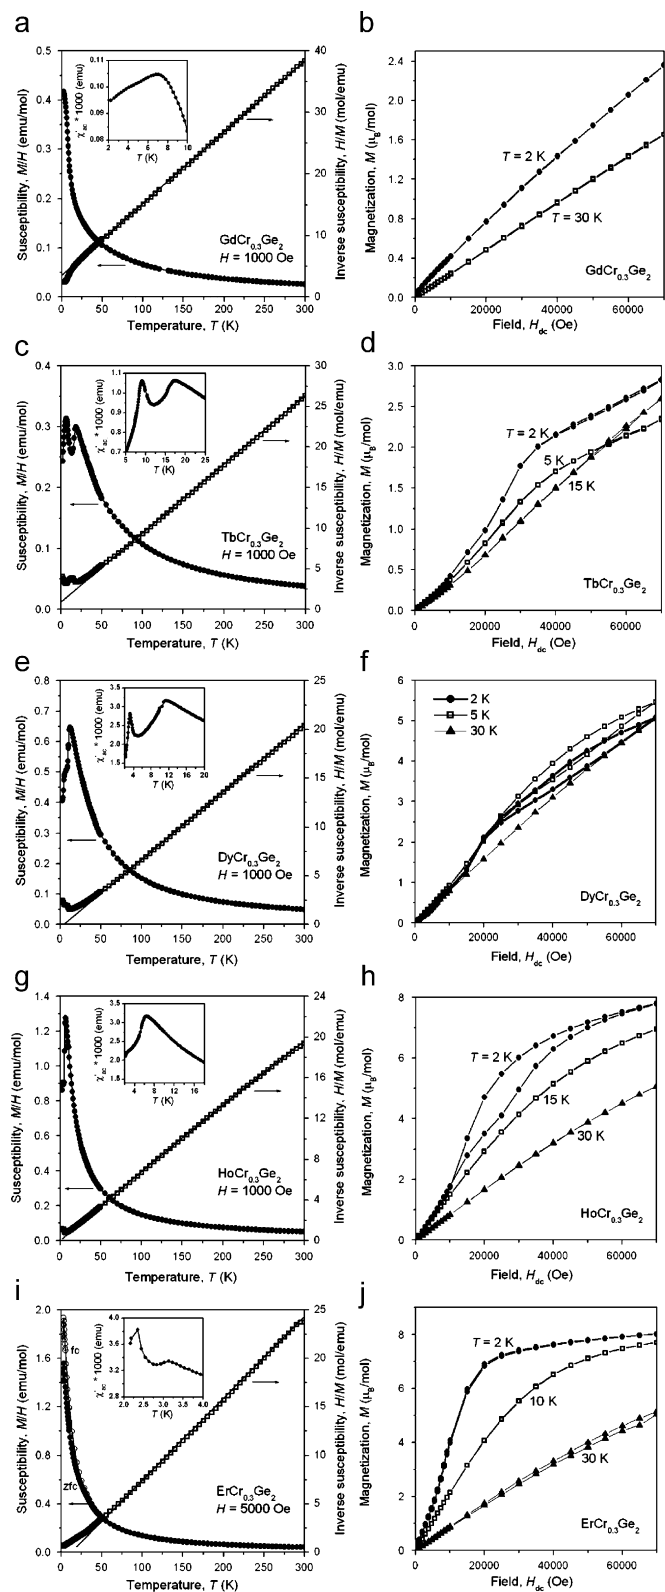 a
Susceptibility, M/H (emu/mol)
0.5
0.4
0.3
0.2
0.1
0.0
0 50 100 150 200 250 300
Temperature, T (K)
40
30
20
10
0
Inverse susceptibility, H/M (mol/emu)
χ'ac * 1000 (emu)
0.11
0.10
0.09
0.08
2 4 6 8 10
T (K)
GdCr0.3Ge2
H = 1000 Oe
b
Magnetization, M (μB/mol)
2.4
2.0
1.6
1.2
0.8
0.4
0.0
0 20000 40000 60000
Field, Hdc (Oe)
T = 2 K
T = 30 K
GdCr0.3Ge2
c
Susceptibility, M/H (emu/mol)
0.4
0.3
0.2
0.1
0.0
0 50 100 150 200 250 300
Temperature, T (K)
30
25
20
15
10
5
0
Inverse susceptibility, H/M (mol/emu)
χ'ac * 1000 (emu)
1.1
1.0
0.9
0.8
0.7
5 10 15 20 25
T (K)
TbCr0.3Ge2
H = 1000 Oe
d
Magnetization, M (μB/mol)
3.0
2.5
2.0
1.5
1.0
0.5
0.0
0 20000 40000 60000
Field, Hdc (Oe)
T = 2 K
5 K
15 K
TbCr0.3Ge2
e
Susceptibility, M/H (emu/mol)
0.8
0.7
0.6
0.5
0.4
0.3
0.2
0.1
0.0
0 50 100 150 200 250 300
Temperature, T (K)
25
20
15
10
5
0
Inverse susceptibility, H/M (mol/emu)
χ'ac * 1000 (emu)
3.5
3.0
2.5
2.0
1.5
4 8 12 16 20
T (K)
DyCr0.3Ge2
H = 1000 Oe
f
Magnetization, M (μB/mol)
6
5
4
3
2
1
0
0 20000 40000 60000
Field, Hdc (Oe)
2 K
5 K
30 K
DyCr0.3Ge2
g
Susceptibility, M/H (emu/mol)
1.4
1.2
1.0
0.8
0.6
0.4
0.2
0.0
0 50 100 150 200 250 300
Temperature, T (K)
24
20
16
12
8
4
0
Inverse susceptibility, H/M (mol/emu)
χ'ac * 1000 (emu)
3.5
3.0
2.5
2.0
1.5
4 8 12 16
T (K)
HoCr0.3Ge2
H = 1000 Oe
h
Magnetization, M (μB/mol)
8
6
4
2
0
0 20000 40000 60000
Field, Hdc (Oe)
T = 2 K
15 K
30 K
HoCr0.3Ge2
i
Susceptibility, M/H (emu/mol)
2.0
1.8
1.5
1.2
0.9
0.6
0.4
0.2
0.0
0 50 100 150 200 250 300
Temperature, T (K)
25
20
15
10
5
0
Inverse susceptibility, H/M (mol/emu)
χ'ac * 1000 (emu)
4.0
3.6
3.2
2.8
2.0 2.5 3.0 3.5 4.0
T (K)
fc
zfc
ErCr0.3Ge2
H = 5000 Oe
j
Magnetization, M (μB/mol)
8
6
4
2
0
0 20000 40000 60000
Field, Hdc (Oe)
T = 2 K
10 K
30 K
ErCr0.3Ge2